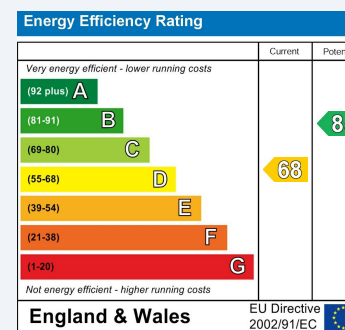 Energy Efficiency Rating
Current
Very energy efficient - lower running costs
(92 plus) A
(81-91) B
(69-80) C
(55-68) D
68
(39-54) E
(21-38) F
(1-20) G
Not energy efficient - higher running costs
England & Wales
EU Directive
2002/91/EC